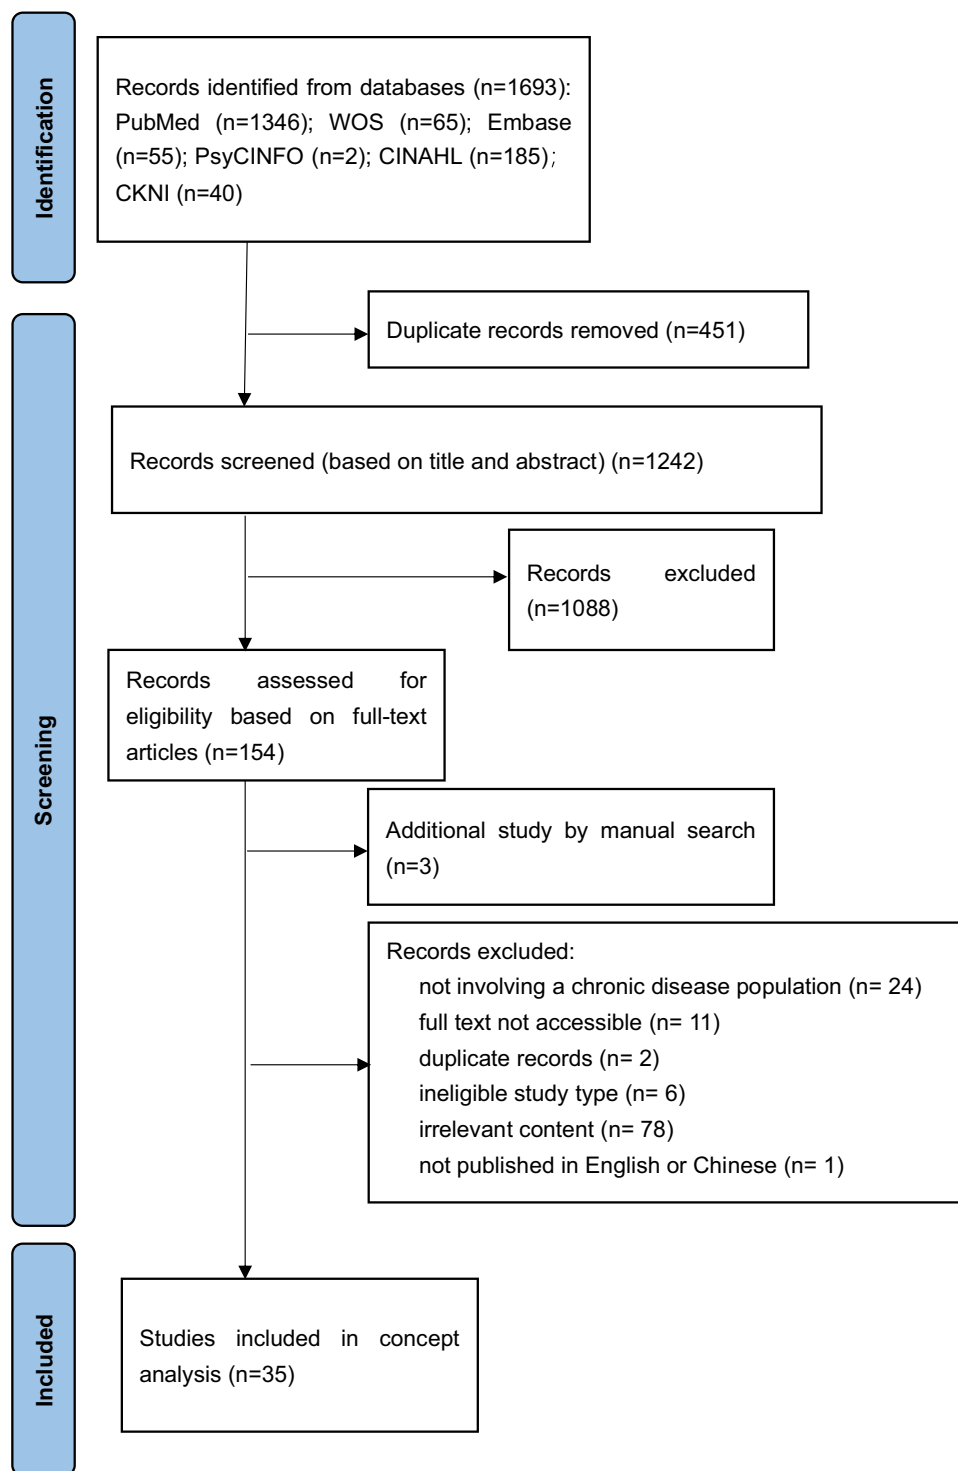 Identification
Records identified from databases (n=1693):
PubMed (n=1346); WOS (n=65); Embase
(n=55); PsyCINFO (n=2); CINAHL (n=185);
CKNI (n=40)
Duplicate records removed (n=451)
Screening
Records screened (based on title and abstract) (n=1242)
Records excluded
(n=1088)
Records assessed for
eligibility based on full-text
articles (n=154)
Additional study by manual search
(n=3)
Records excluded:
not involving a chronic disease population (n= 24)
full text not accessible (n= 11)
duplicate records (n= 2)
ineligible study type (n= 6)
irrelevant content (n= 78)
not published in English or Chinese (n= 1)
Included
Studies included in concept
analysis (n=35)